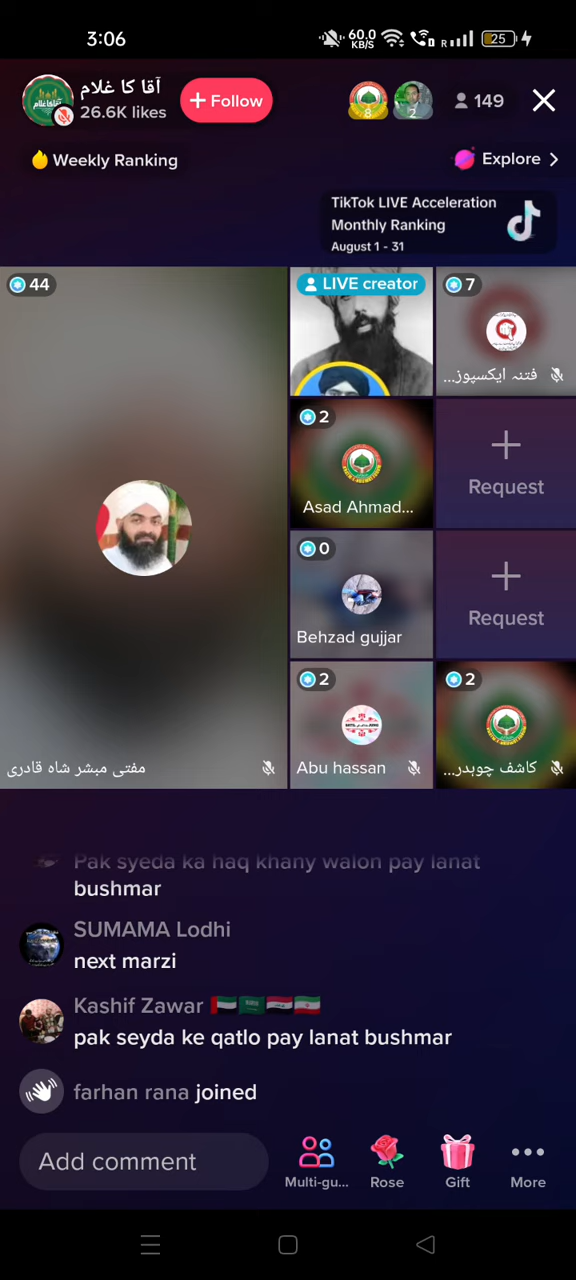 3:06
60.0
KB/S
R
25
آقا کا غلام
26.6K likes
+ Follow
8
2
149
Weekly Ranking
Explore
TikTok LIVE Acceleration
Monthly Ranking
August 1 - 31
44
LIVE creator
7
فتنہ ایکسپوز...
2
Asad Ahmad...
Request
0
Behzad gujjar
Request
مفتی مبشر شاہ قادری
2
Abu hassan
2
کاشف چوہدر...
Pak syeda ka haq khany walon pay lanat
bushmar
SUMAMA Lodhi
next marzi
Kashif Zawar
pak seyda ke qatlo pay lanat bushmar
farhan rana joined
Add comment
Multi-gu...
Rose
Gift
More